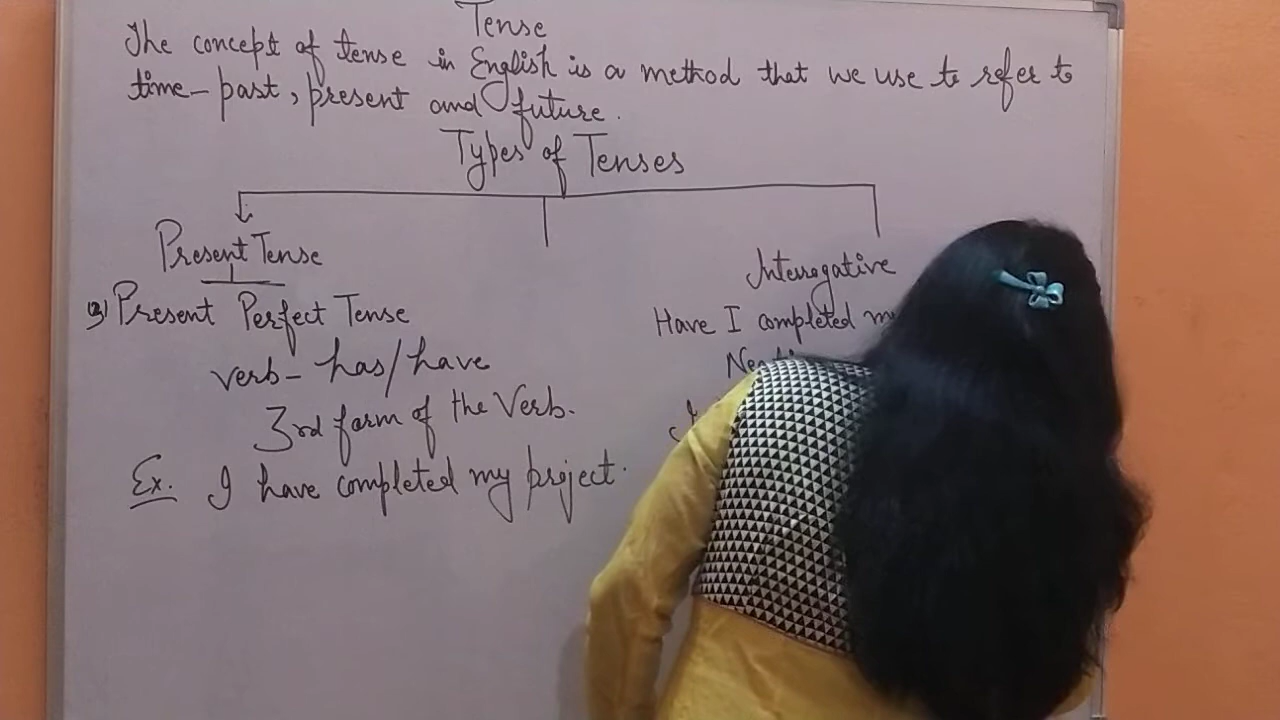 Tense
The concept of tense in English is a method that we use to refer to
time - past, present and future.
Types of Tenses
Present Tense
3) Present Perfect Tense
verb - has/have
3rd form of the Verb.
Ex. I have completed my project.
Interrogative
Have I completed